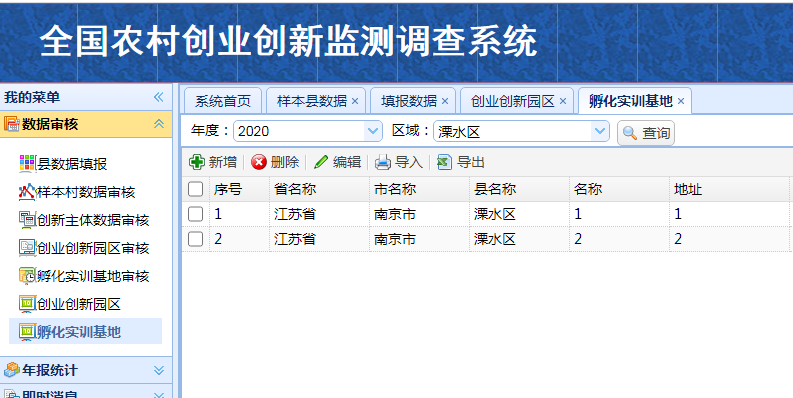 全国农村创业创新监测调查系统
我的菜单
数据审核
县数据填报
样本村数据审核
创新主体数据审核
创业创新园区审核
孵化实训基地审核
创业创新园区
孵化实训基地
年报统计
即时消息
系统首页 样本县数据 填报数据 创业创新园区 孵化实训基地
年度： 2020 区域： 溧水区 查询
新增 删除 编辑 导入 导出
序号 省名称 市名称 县名称 名称 地址
1 江苏省 南京市 溧水区 1 1
2 江苏省 南京市 溧水区 2 2